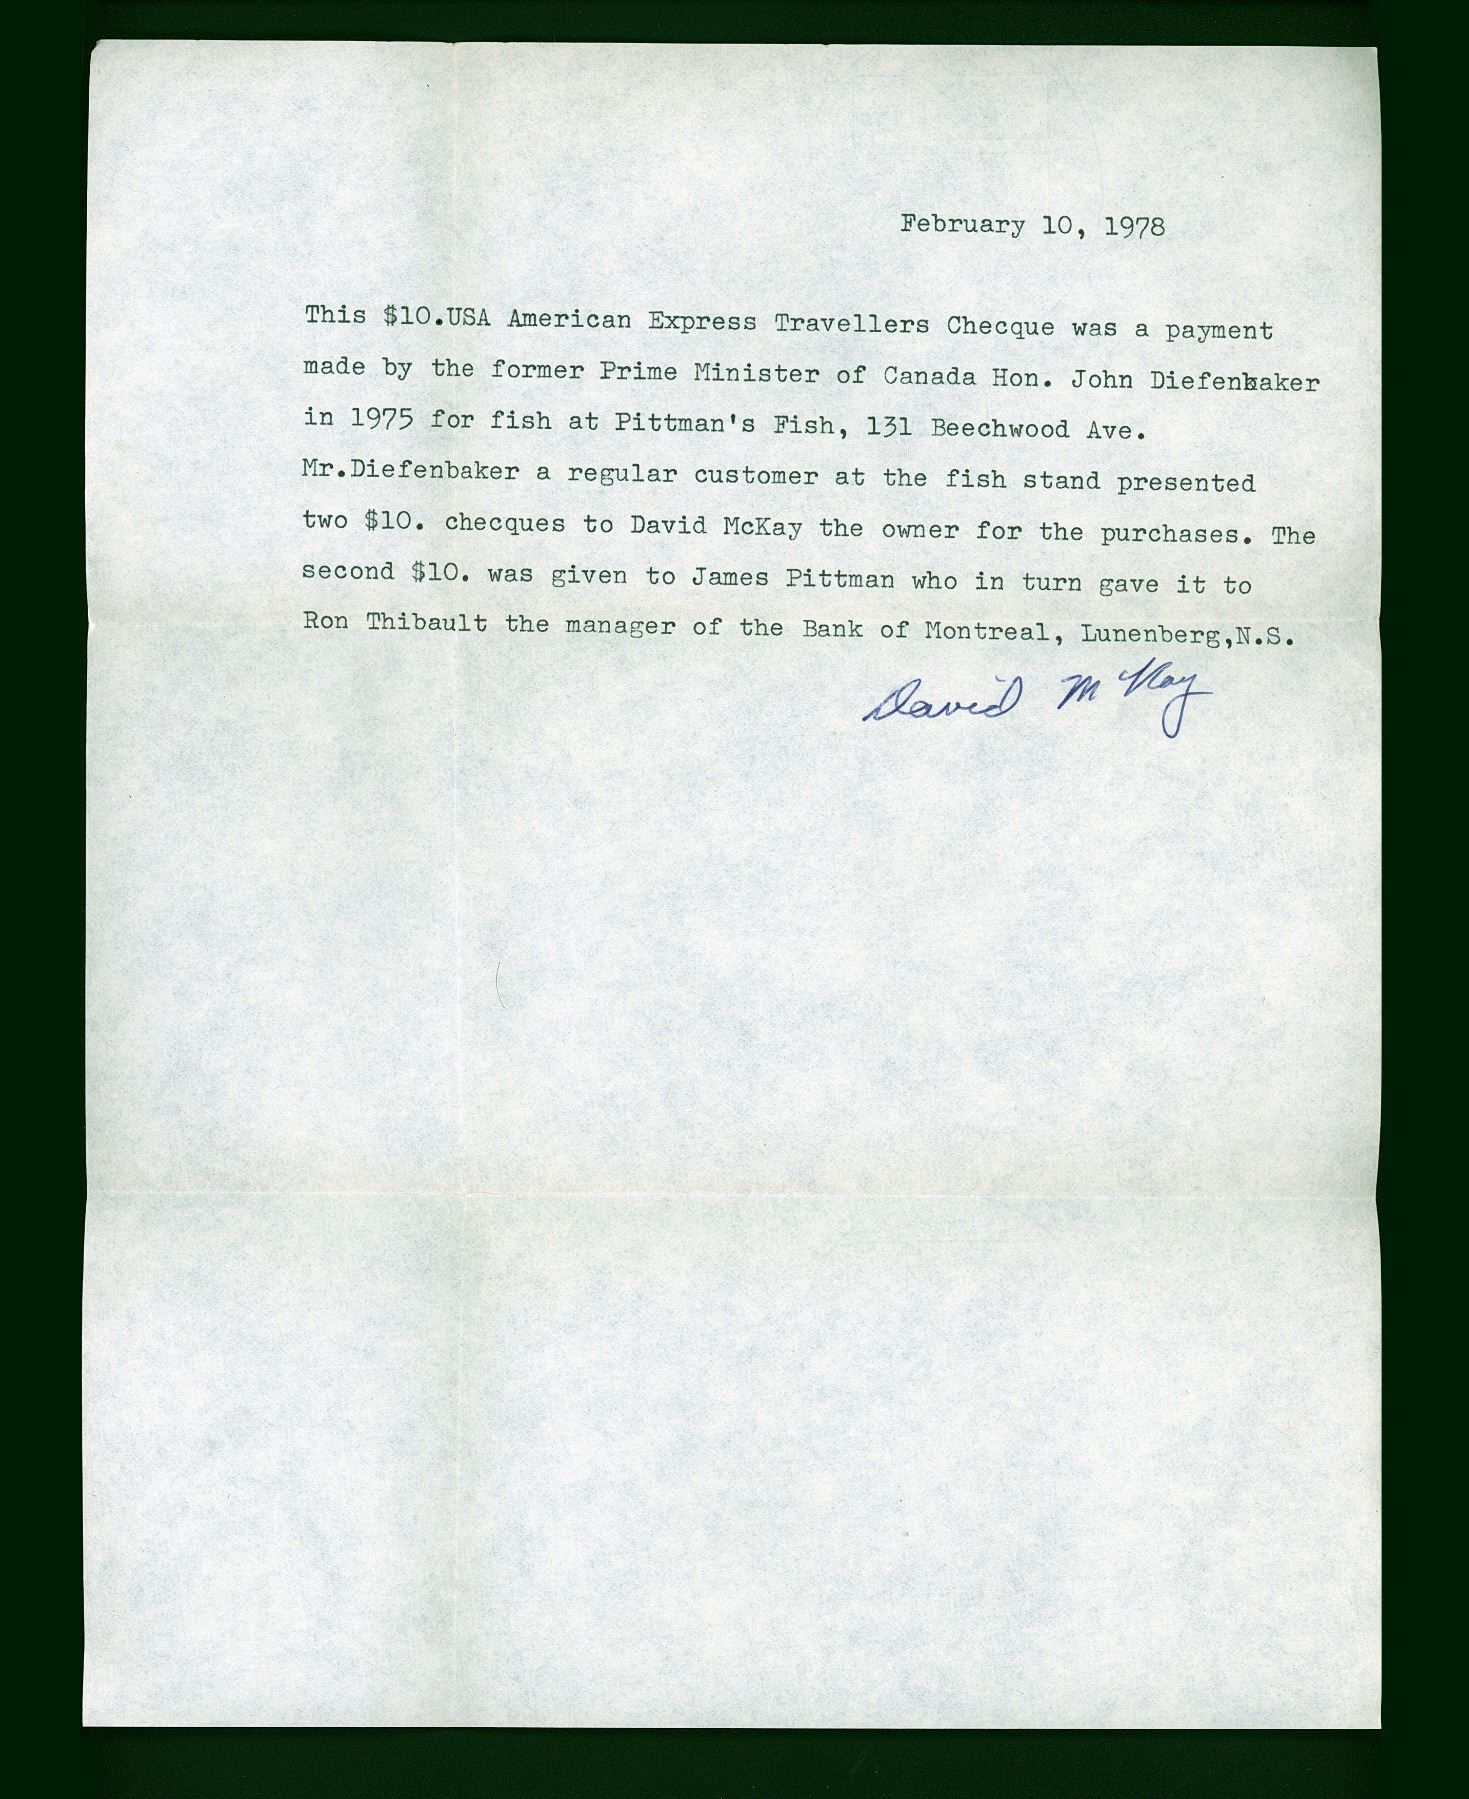 February 10, 1978
This $10.USA American Express Travellers Checque was a payment
made by the former Prime Minister of Canada Hon. John Diefenbaker
in 1975 for fish at Pittman's Fish, 131 Beechwood Ave.
Mr.Diefenbaker a regular customer at the fish stand presented
two $10. checques to David McKay the owner for the purchases. The
second $10. was given to James Pittman who in turn gave it to
Ron Thibault the manager of the Bank of Montreal, Lunenberg,N.S.
David McKay